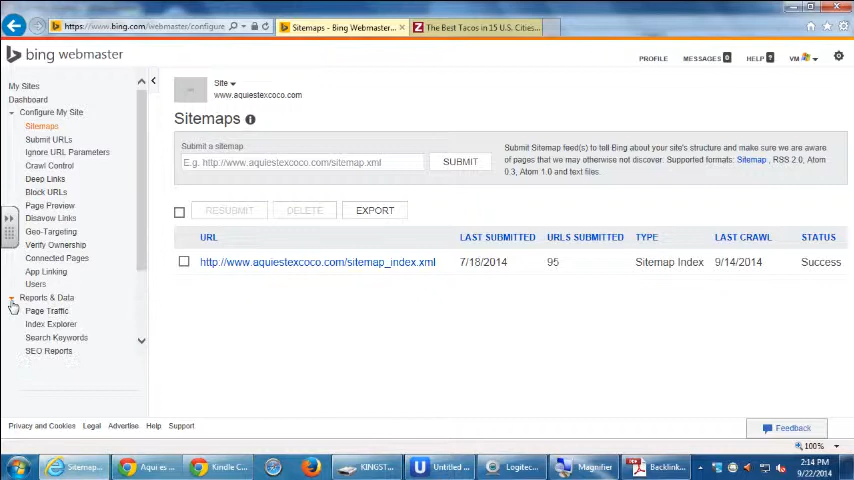 https://www.bing.com/webmaster/configure
Sitemaps - Bing Webmaster...
The Best Tacos in 15 U.S. Cities...
bing webmaster
PROFILE
MESSAGES
HELP ?
VM
My Sites
Dashboard
Configure My Site
Sitemaps
Submit URLs
Ignore URL Parameters
Crawl Control
Deep Links
Block URLs
Page Preview
Disavow Links
Geo-Targeting
Verify Ownership
Connected Pages
App Linking
Users
Reports & Data
Page Traffic
Index Explorer
Search Keywords
SEO Reports
Site
www.aquiestexcoco.com
Sitemaps
Submit a sitemap
E.g. http://www.aquiestexcoco.com/sitemap.xml
SUBMIT
Submit Sitemap feed(s) to tell Bing about your site's structure and make sure we are aware
of pages that we may otherwise not discover. Supported formats: Sitemap , RSS 2.0, Atom
0.3, Atom 1.0 and text files.
RESUBMIT DELETE EXPORT
URL LAST SUBMITTED URLS SUBMITTED TYPE LAST CRAWL STATUS
http://www.aquiestexcoco.com/sitemap_index.xml 7/18/2014 95 Sitemap Index 9/14/2014 Success
Privacy and Cookies Legal Advertise Help Support
Feedback
100%
Sitemap...
Aqui es ...
Kindle C...
KINGST...
Untitled ...
Logitec...
Magnifier
Backlink...
2:14 PM
9/22/2014